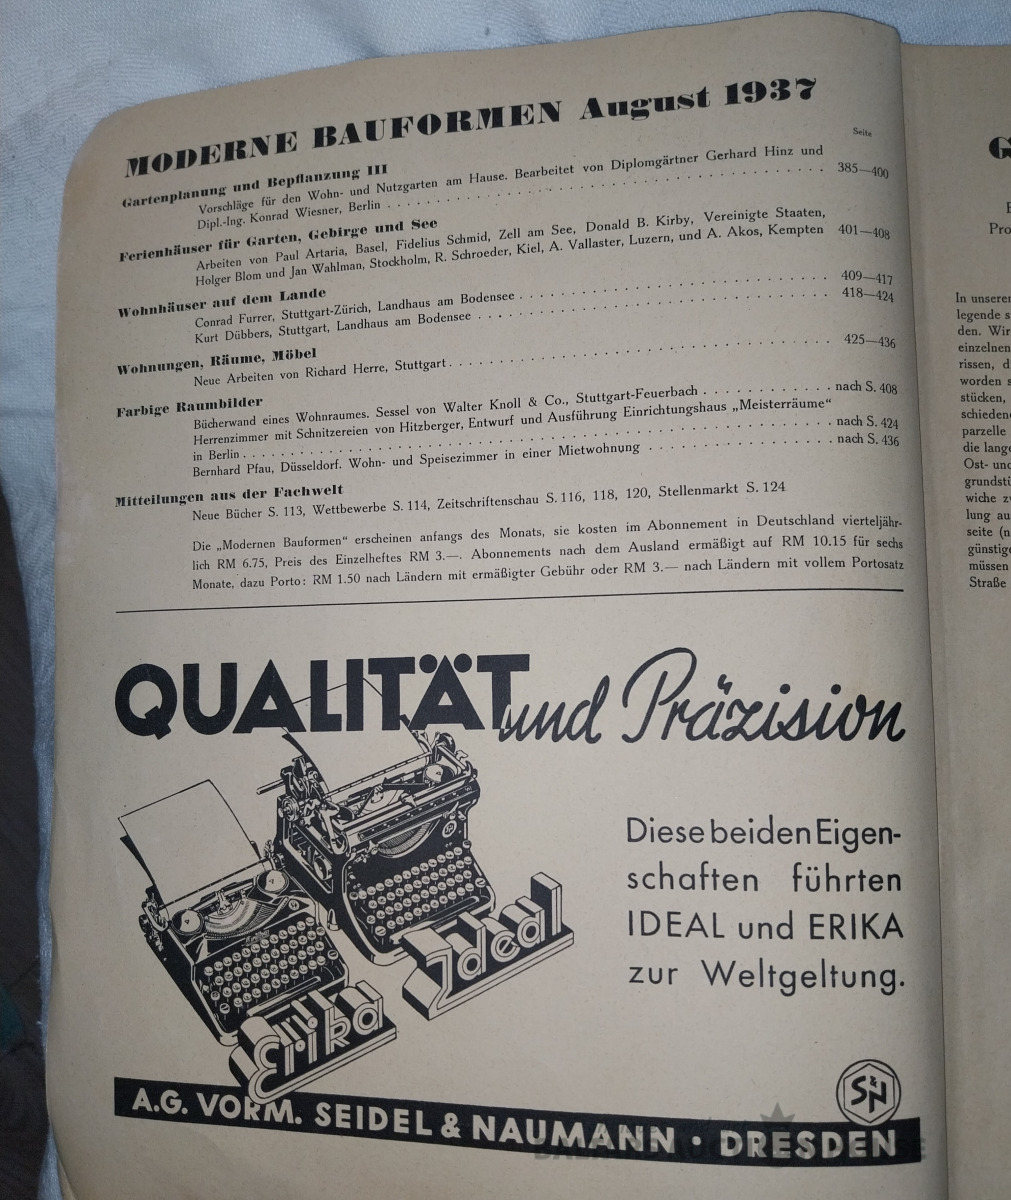 MODERNE BAUFORMEN August 1937
Seite
Gartenplanung und Bepflanzung III
Vorschläge für den Wohn- und Nutzgarten am Hause. Bearbeitet von Diplomgärtner Gerhard Hinz und
Dipl.-Ing. Konrad Wiesner, Berlin . . . . . . . . . . . . . . . . . . . . . . . . . . . . 385—400
Ferienhäuser für Garten, Gebirge und See
Arbeiten von Paul Artaria, Basel, Fidelius Schmid, Zell am See, Donald B. Kirby, Vereinigte Staaten,
Holger Blom und Jan Wahlman, Stockholm, R. Schroeder, Kiel, A. Vallaster, Luzern, und A. Akos, Kempten 401—408
Wohnhäuser auf dem Lande
Conrad Furrer, Stuttgart-Zürich, Landhaus am Bodensee . . . . . . . . . . . . . . . . . . . . 409—417
Kurt Dübbers, Stuttgart, Landhaus am Bodensee . . . . . . . . . . . . . . . . . . . . . . . 418—424
Wohnungen, Räume, Möbel
Neue Arbeiten von Richard Herre, Stuttgart . . . . . . . . . . . . . . . . . . . . . . . . . 425—436
Farbige Raumbilder
Bücherwand eines Wohnraumes. Sessel von Walter Knoll & Co., Stuttgart-Feuerbach . . . . . . . . . nach S. 408
Herrenzimmer mit Schnitzereien von Hitzberger, Entwurf und Ausführung Einrichtungshaus „Meisterräume“
in Berlin . . . . . . . . . . . . . . . . . . . . . . . . . . . . . . . . . . . . nach S. 424
Bernhard Pfau, Düsseldorf. Wohn- und Speisezimmer in einer Mietwohnung . . . . . . . . . . . nach S. 436
Mitteilungen aus der Fachwelt
Neue Bücher S. 113, Wettbewerbe S. 114, Zeitschriftenschau S. 116, 118, 120, Stellenmarkt S. 124
Die „Modernen Bauformen“ erscheinen anfangs des Monats, sie kosten im Abonnement in Deutschland vierteljähr-
lich RM 6.75, Preis des Einzelheftes RM 3.—. Abonnements nach dem Ausland ermäßigt auf RM 10.15 für sechs
Monate, dazu Porto: RM 1.50 nach Ländern mit ermäßigter Gebühr oder RM 3.— nach Ländern mit vollem Portosatz
QUALITÄT und Präzision
Diese beiden Eigen-
schaften führten
IDEAL und ERIKA
zur Weltgeltung.
Ideal
Erika
S&N
A.G. VORM. SEIDEL & NAUMANN · DRESDEN
G
Pro
In unserer
legende s
den. Wir
einzelnen
rissen, d
worden s
stücken,
schieden
parzelle
die lange
Ost- und
grundsti
wiche zv
lung au
seite (n
günstige
müssen
Straße